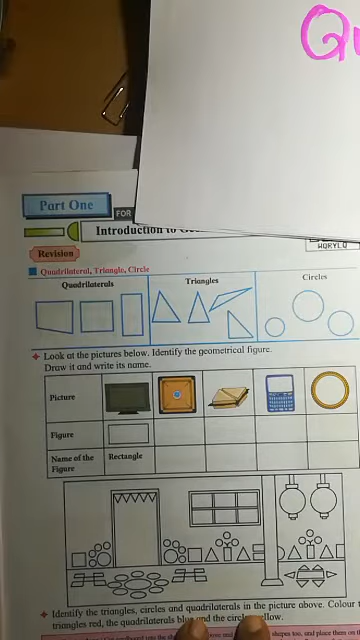 Qu
Part One
FOR
Introduction to
WORYLD
Revision
Quadrilateral, Triangle, Circle
Quadrilaterals Triangles Circles
Look at the pictures below. Identify the geometrical figure.
Draw it and write its name.
Picture
Figure
Name of the Figure Rectangle
Identify the triangles, circles and quadrilaterals in the picture above. Colour t
triangles red, the quadrilaterals blue and the circles yellow.